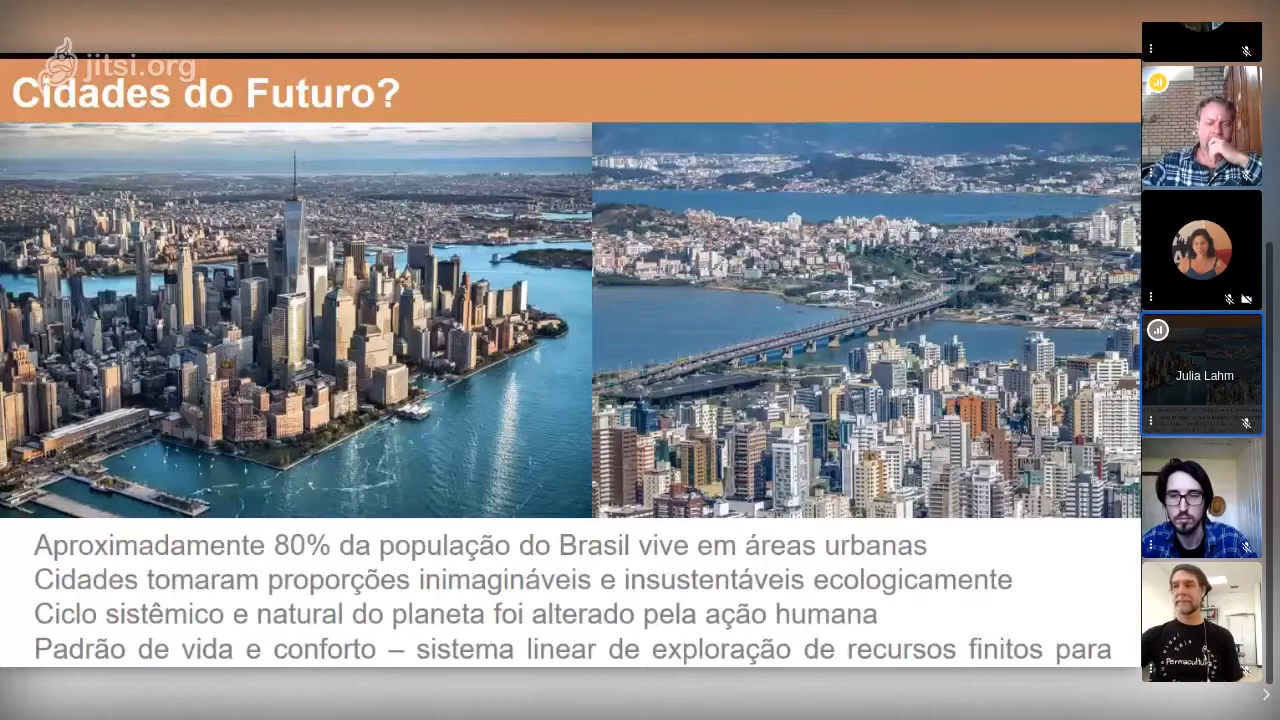 jitsi.org
Cidades do Futuro?
Aproximadamente 80% da população do Brasil vive em áreas urbanas
Cidades tomaram proporções inimagináveis e insustentáveis ecologicamente
Ciclo sistêmico e natural do planeta foi alterado pela ação humana
Padrão de vida e conforto – sistema linear de exploração de recursos finitos para
Julia Lahm
Permacultura